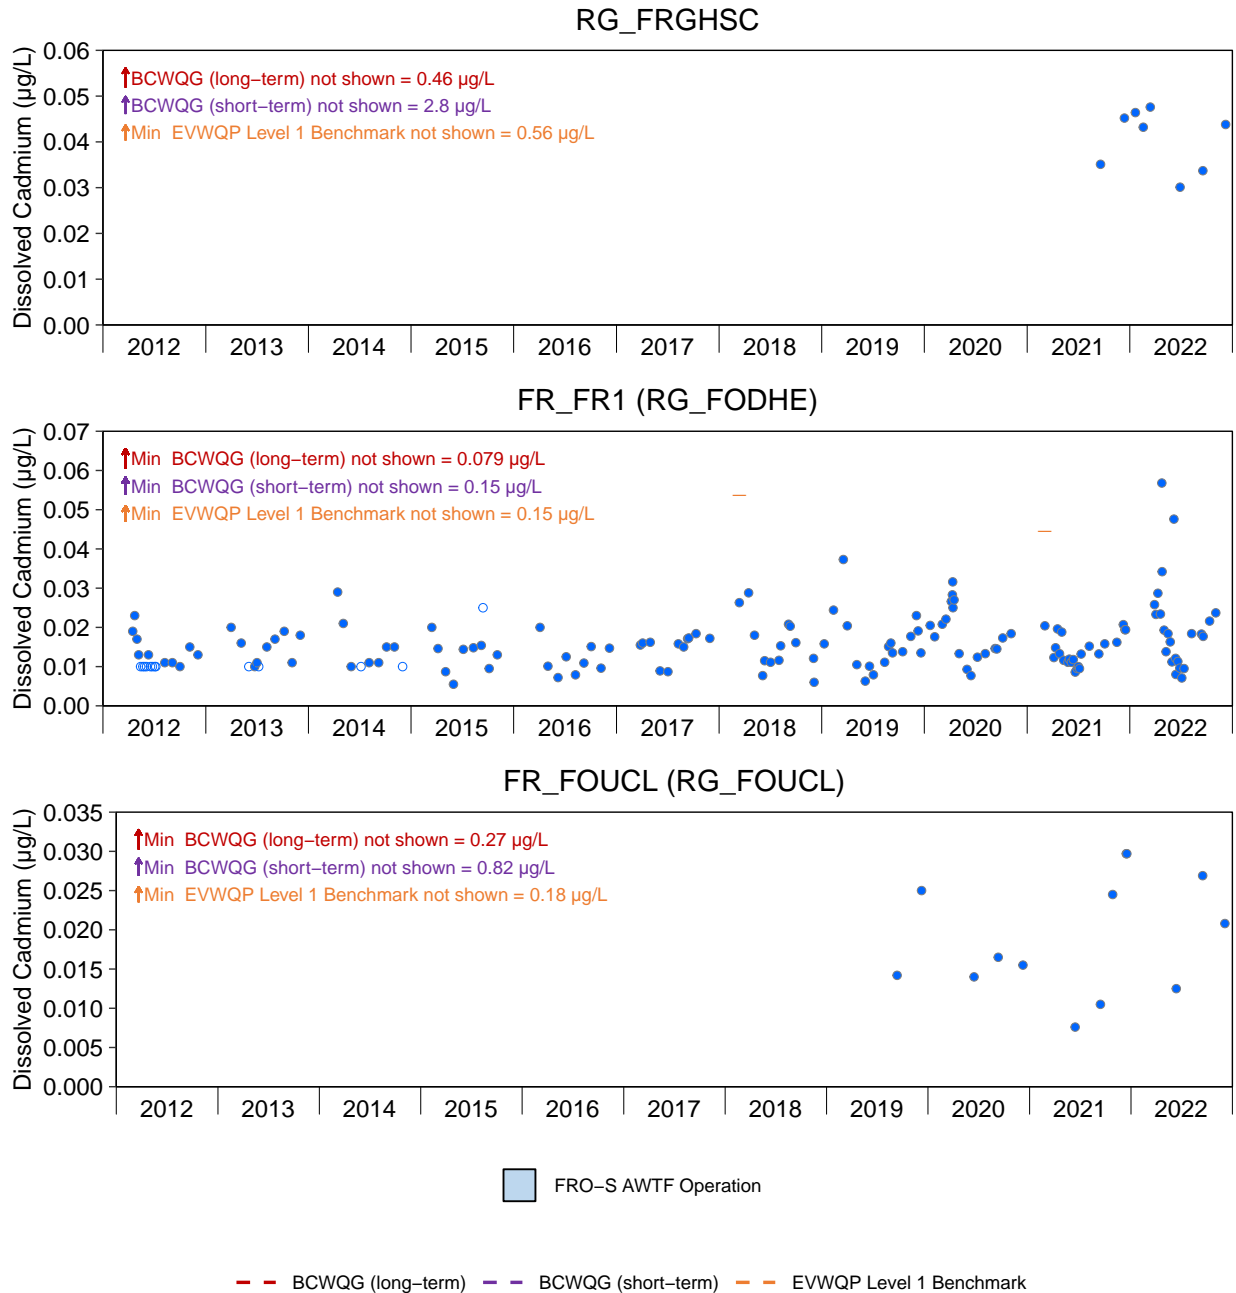 RG_FRGHSC
Dissolved Cadmium (µg/L)
0.06
0.05
0.04
0.03
0.02
0.01
0.00
BCWQG (long−term) not shown = 0.46 µg/L
BCWQG (short−term) not shown = 2.8 µg/L
Min EVWQP Level 1 Benchmark not shown = 0.56 µg/L
2012 2013 2014 2015 2016 2017 2018 2019 2020 2021 2022
FR_FR1 (RG_FODHE)
Dissolved Cadmium (µg/L)
0.07
0.06
0.05
0.04
0.03
0.02
0.01
0.00
Min BCWQG (long−term) not shown = 0.079 µg/L
Min BCWQG (short−term) not shown = 0.15 µg/L
Min EVWQP Level 1 Benchmark not shown = 0.15 µg/L
2012 2013 2014 2015 2016 2017 2018 2019 2020 2021 2022
FR_FOUCL (RG_FOUCL)
Dissolved Cadmium (µg/L)
0.035
0.030
0.025
0.020
0.015
0.010
0.005
0.000
Min BCWQG (long−term) not shown = 0.27 µg/L
Min BCWQG (short−term) not shown = 0.82 µg/L
Min EVWQP Level 1 Benchmark not shown = 0.18 µg/L
2012 2013 2014 2015 2016 2017 2018 2019 2020 2021 2022
FRO−S AWTF Operation
BCWQG (long−term) BCWQG (short−term) EVWQP Level 1 Benchmark